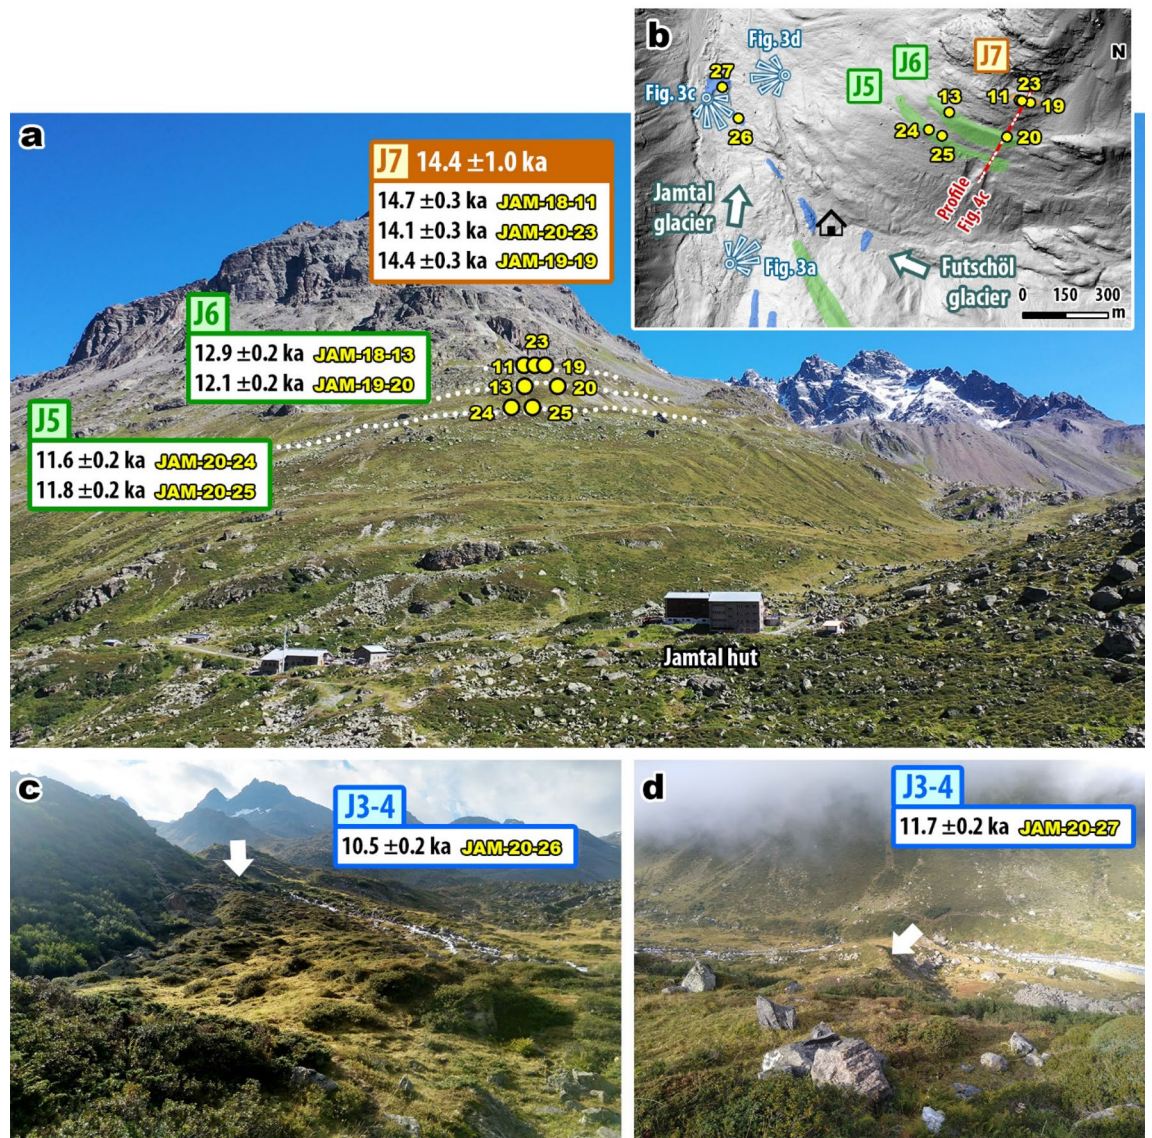 a
J7 14.4 ±1.0 ka
14.7 ±0.3 ka JAM-18-11
14.1 ±0.3 ka JAM-20-23
14.4 ±0.3 ka JAM-19-19
J6
12.9 ±0.2 ka JAM-18-13
12.1 ±0.2 ka JAM-19-20
J5
11.6 ±0.2 ka JAM-20-24
11.8 ±0.2 ka JAM-20-25
23
11 19
13 20
24 25
Jamtal hut
b
Fig. 3d
J7
N
J6
27
J5
23
Fig. 3c
13
11 19
26
24
20
25
Profile
Fig. 4c
Jamtal
glacier
Fig. 3a
Futschöl
glacier
0 150 300
m
c
J3-4
10.5 ±0.2 ka JAM-20-26
d
J3-4
11.7 ±0.2 ka JAM-20-27